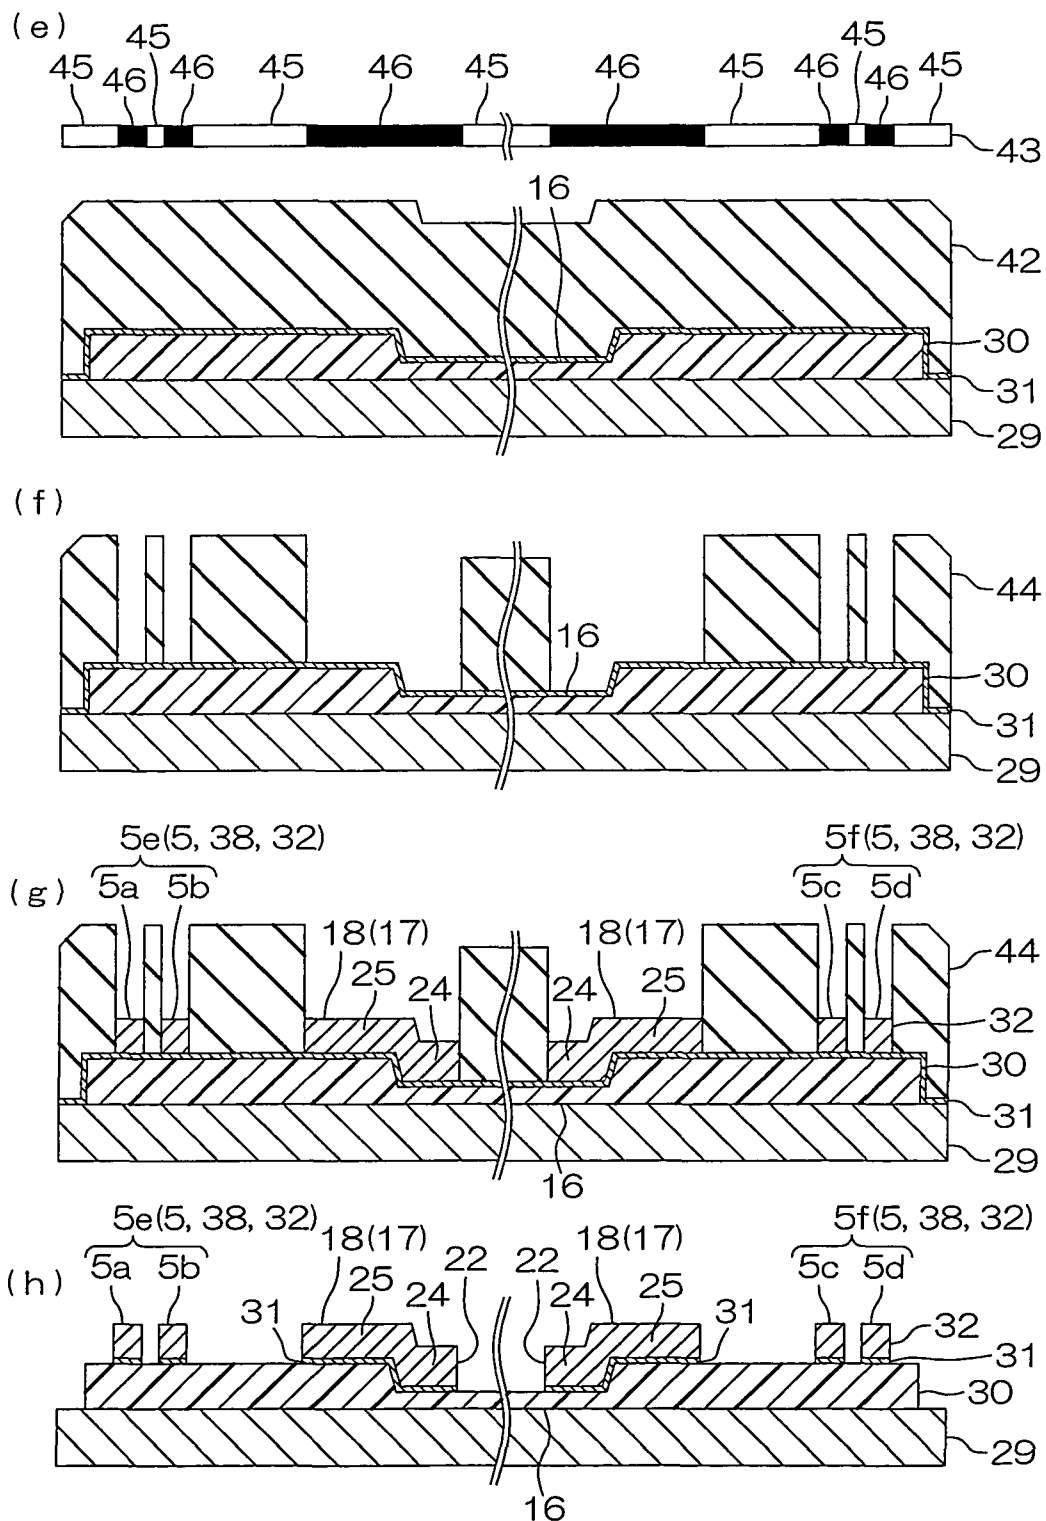 (e)
45 46 45 46 45 46 45 46 45 46 45 46 45
43
16
42
30
31
29
(f)
44
16
30
31
29
5e(5, 38, 32) 5f(5, 38, 32)
(g) 5a 5b 5c 5d
18(17) 18(17)
25 24 24 25
44
32
30
31
16
29
5e(5, 38, 32) 5f(5, 38, 32)
18(17) 18(17)
(h) 5a 5b 22 22 5c 5d
31 25 24 24 25 31
32
31
30
29
16